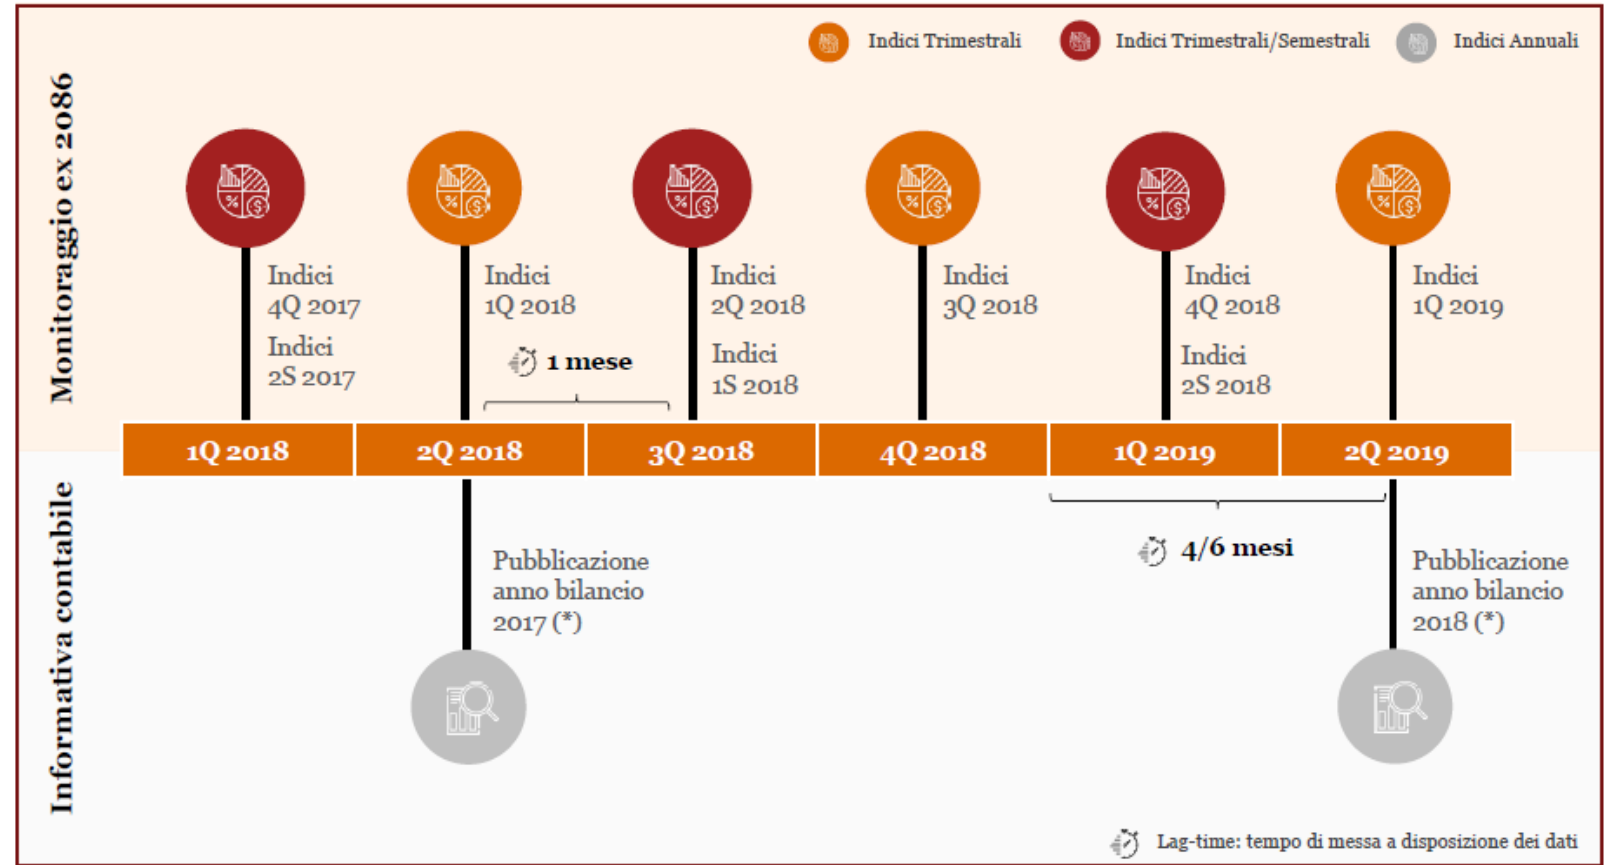 Indici Trimestrali
Indici Trimestrali/Semestrali
Indici Annuali
Monitoraggio ex 2086
Indici
4Q 2017
Indici
2S 2017
Indici
1Q 2018
1 mese
Indici
2Q 2018
Indici
1S 2018
Indici
3Q 2018
Indici
4Q 2018
Indici
2S 2018
Indici
1Q 2019
1Q 2018
2Q 2018
3Q 2018
4Q 2018
1Q 2019
2Q 2019
Informativa contabile
Pubblicazione
anno bilancio
2017 (*)
4/6 mesi
Pubblicazione
anno bilancio
2018 (*)
Lag-time: tempo di messa a disposizione dei dati